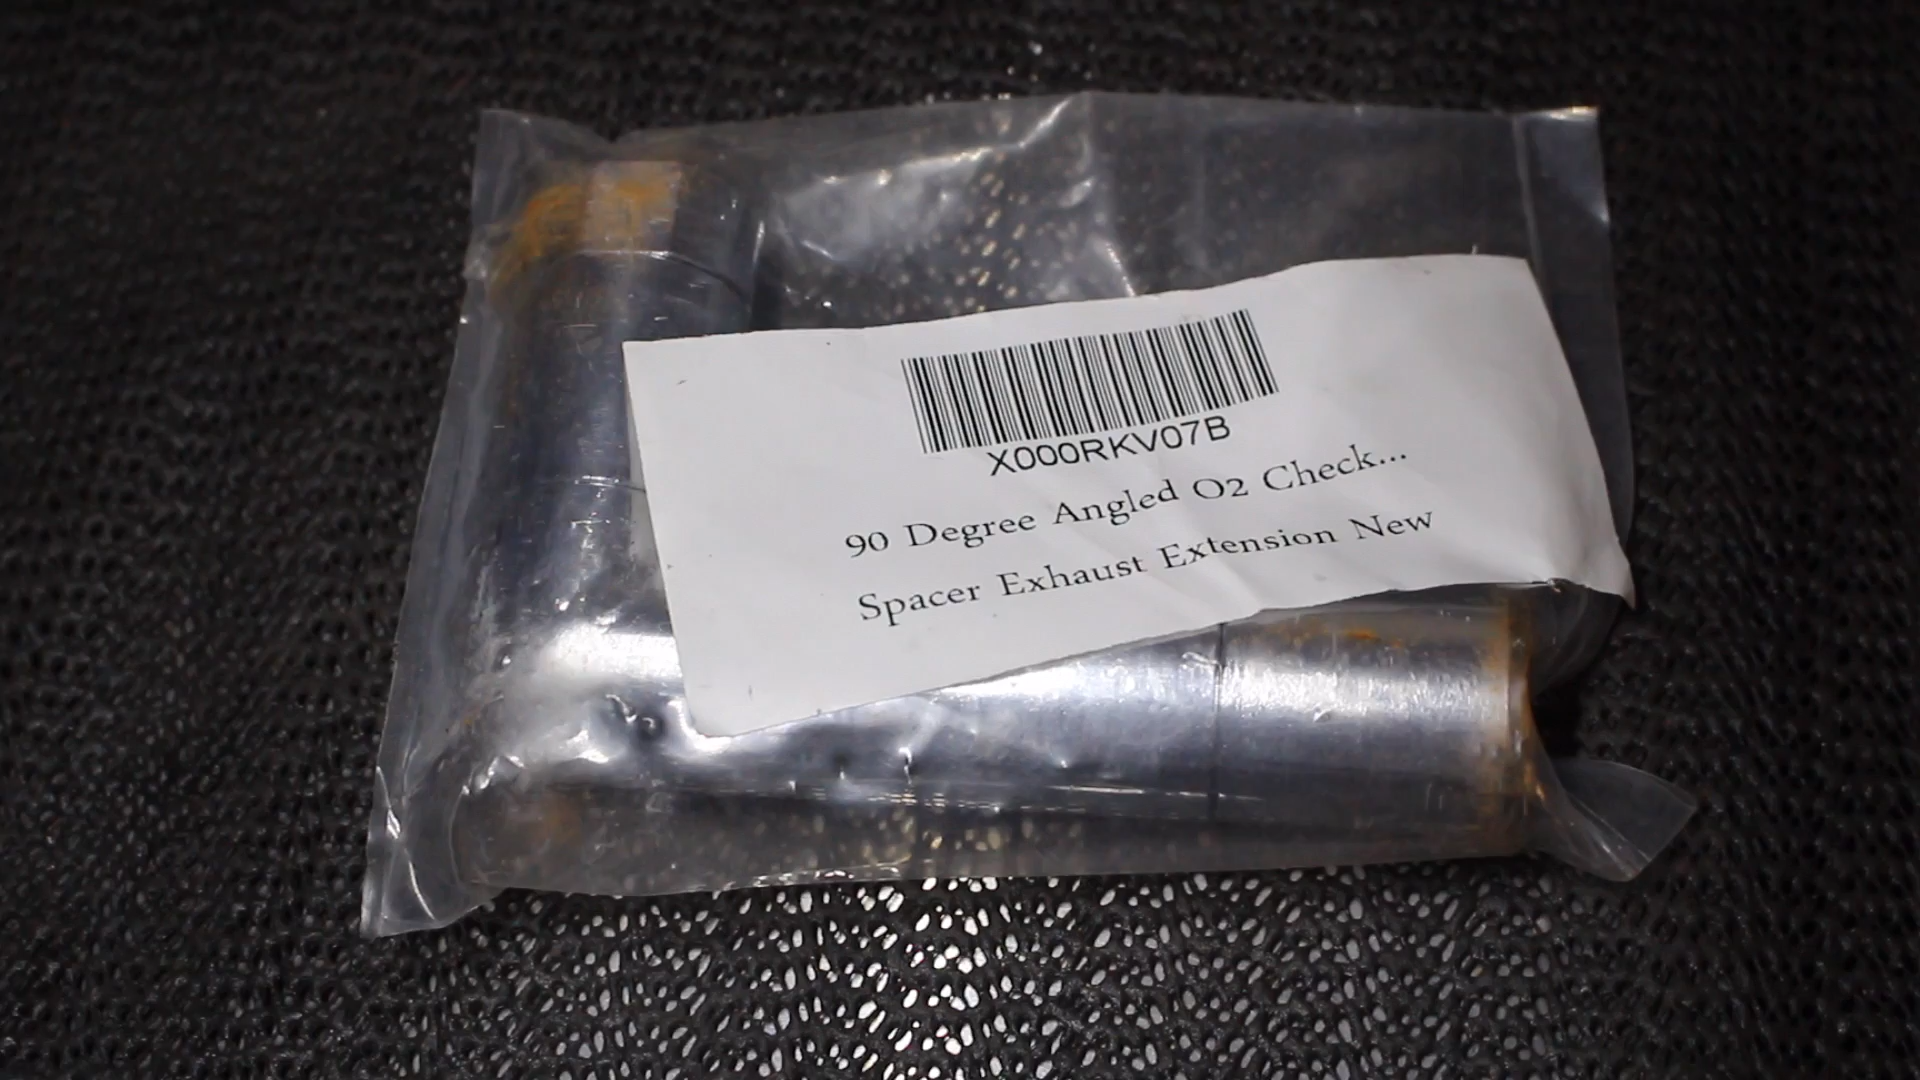 X000RKV07B
90 Degree Angled O2 Check...
Spacer Exhaust Extension New